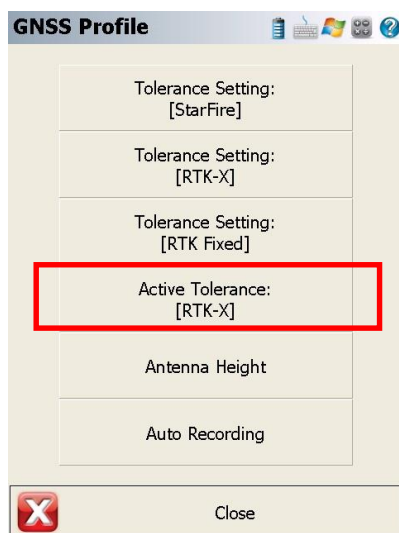 GNSS Profile
Tolerance Setting:
[StarFire]
Tolerance Setting:
[RTK-X]
Tolerance Setting:
[RTK Fixed]
Active Tolerance:
[RTK-X]
Antenna Height
Auto Recording
Close